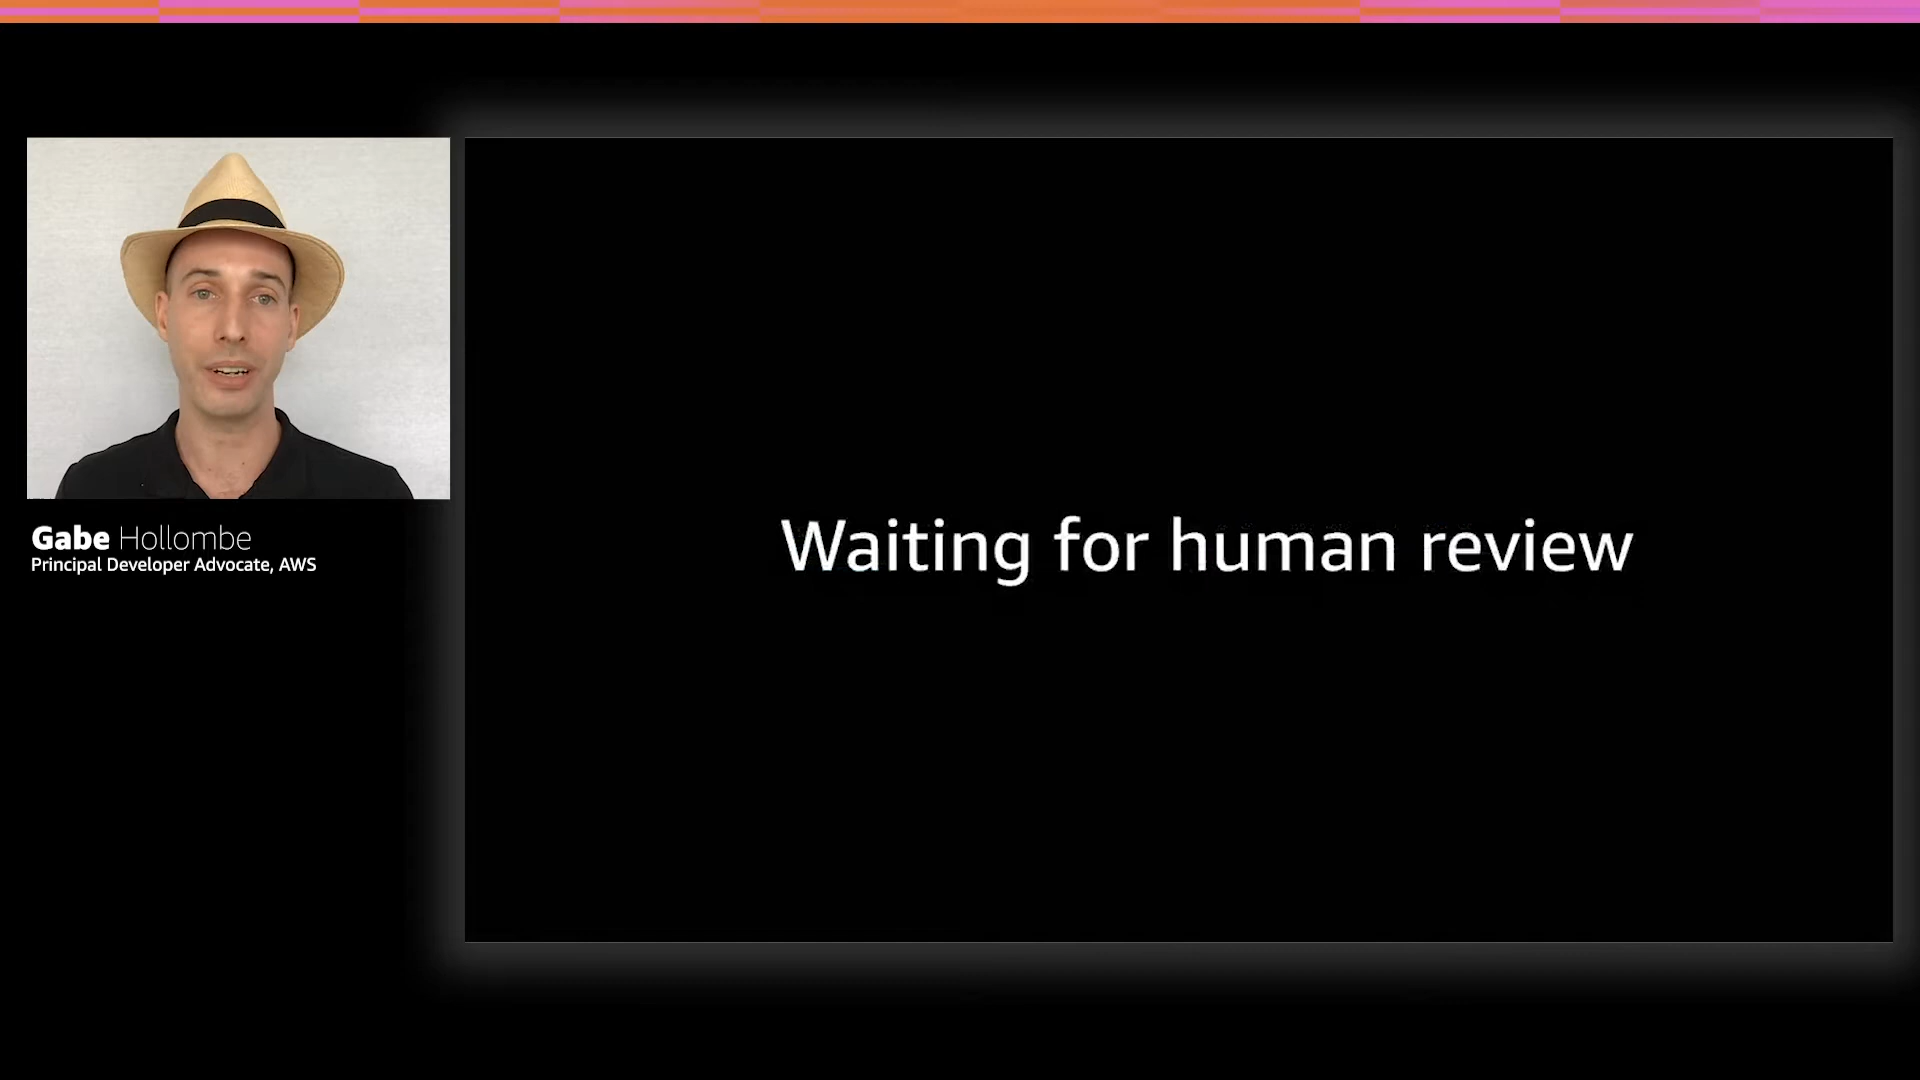 Gabe Hollombe
Principal Developer Advocate, AWS
Waiting for human review